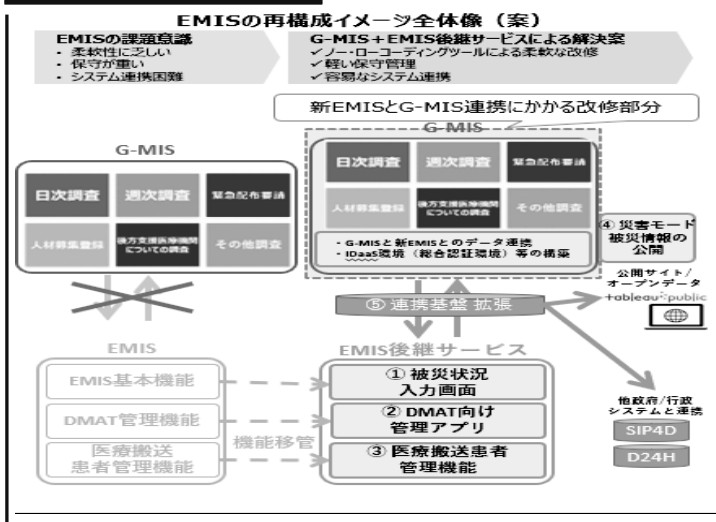 EMISの再構成イメージ全体像（案）
EMISの課題意識
・ 柔軟性に乏しい
・ 保守が重い
・ システム連携困難
G-MIS＋EMIS後継サービスによる解決案
✓ノー・ローコーディングツールによる柔軟な改修
✓軽い保守管理
✓容易なシステム連携
新EMISとG-MIS連携にかかる改修部分
G-MIS
日次調査
週次調査
緊急配布要請
人材募集登録
後方支援医療機関
についての調査
その他調査
G-MIS
日次調査
週次調査
緊急配布要請
人材募集登録
後方支援医療機関
についての調査
その他調査
・ G-MISと新EMISとのデータ連携
・ IDaaS環境（総合認証環境）等の構築
④ 災害モード
被災情報の
公開
公開サイト/
オープンデータ
+ableau public
⑤ 連携基盤 拡張
EMIS
EMIS基本機能
DMAT管理機能
医療搬送
患者管理機能
機能移管
EMIS後継サービス
① 被災状況
入力画面
② DMAT向け
管理アプリ
③ 医療搬送患者
管理機能
他政府/行政
システムと連携
SIP4D
D24H